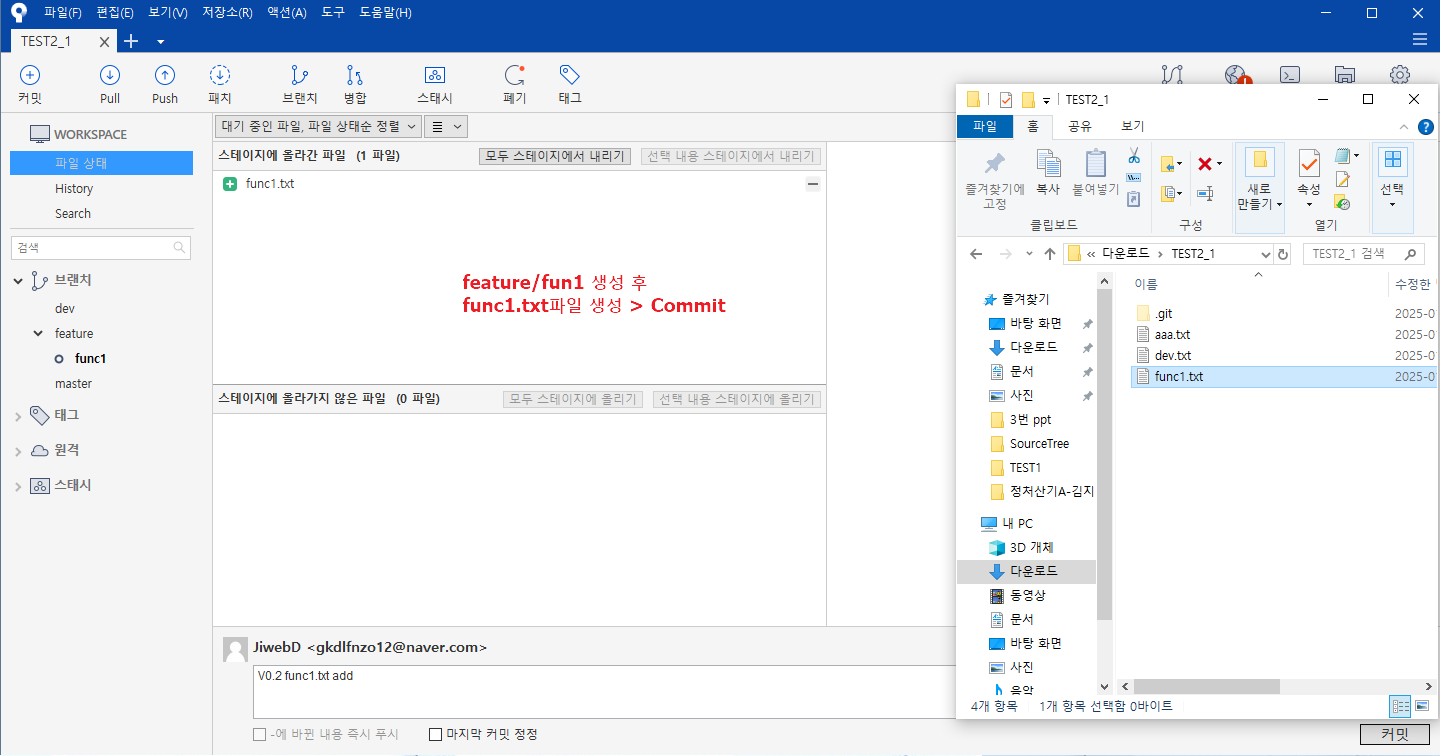 파일(F) 편집(E) 보기(V) 저장소(R) 액션(A) 도구 도움말(H)
TEST2_1
커밋 Pull Push 패치 브랜치 병합 스태시 폐기 태그
WORKSPACE
파일 상태
History
Search
검색
브랜치
dev
feature
func1
master
태그
원격
스태시
대기 중인 파일, 파일 상태순 정렬
스테이지에 올라간 파일 (1 파일) 모두 스테이지에서 내리기 선택 내용 스테이지에서 내리기
func1.txt
feature/fun1 생성 후
func1.txt파일 생성 > Commit
스테이지에 올라가지 않은 파일 (0 파일) 모두 스테이지에 올리기 선택 내용 스테이지에 올리기
JiwebD <gkdlfnzo12@naver.com>
V0.2 func1.txt add
-에 바뀐 내용 즉시 푸시 마지막 커밋 정정
커밋
TEST2_1
파일 홈 공유 보기
즐겨찾기에 고정 복사 붙여넣기 새로 만들기 속성 선택
클립보드 구성 열기
« 다운로드 > TEST2_1 TEST2_1 검색
즐겨찾기
바탕 화면
다운로드
문서
사진
3번 ppt
SourceTree
TEST1
정처산기A-김지
내 PC
3D 개체
다운로드
동영상
문서
바탕 화면
사진
음악
이름 수정한
.git 2025-0
aaa.txt 2025-0
dev.txt 2025-0
func1.txt 2025-0
4개 항목 1개 항목 선택함 0바이트